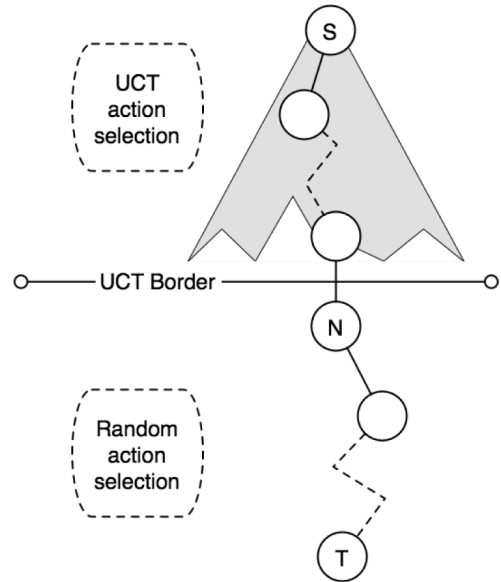 S
UCT
action
selection
UCT Border
N
Random
action
selection
T